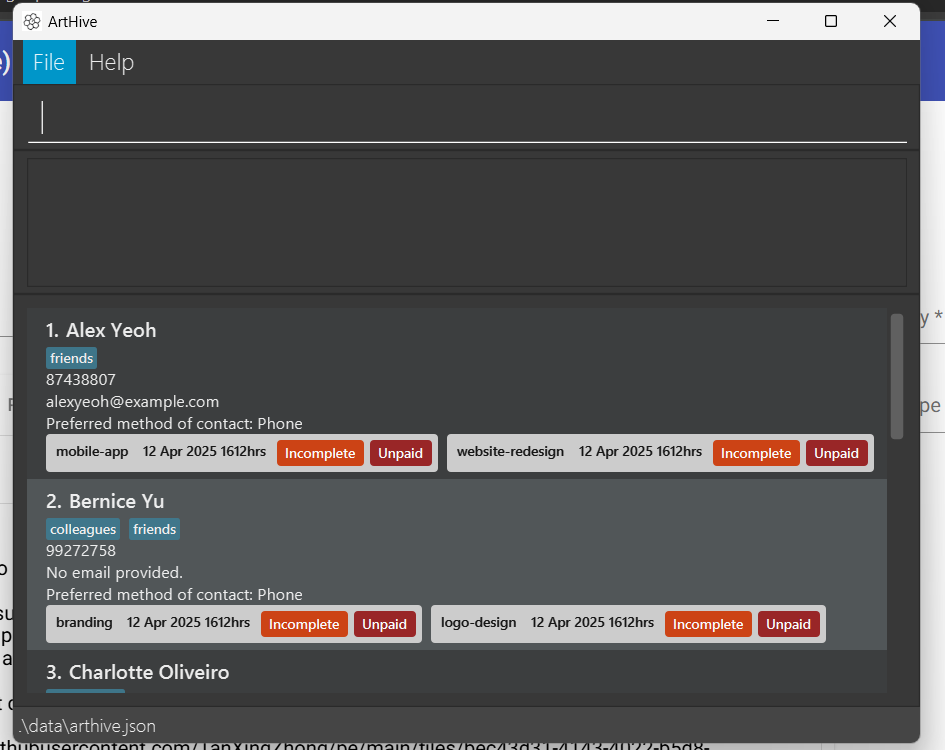 ArtHive
File Help
y *
pe
1. Alex Yeoh
friends
87438807
alexyeoh@example.com
Preferred method of contact: Phone
mobile-app 12 Apr 2025 1612hrs Incomplete Unpaid website-redesign 12 Apr 2025 1612hrs Incomplete Unpaid
2. Bernice Yu
colleagues friends
99272758
No email provided.
Preferred method of contact: Phone
branding 12 Apr 2025 1612hrs Incomplete Unpaid logo-design 12 Apr 2025 1612hrs Incomplete Unpaid
3. Charlotte Oliveiro
.\data\arthive.json